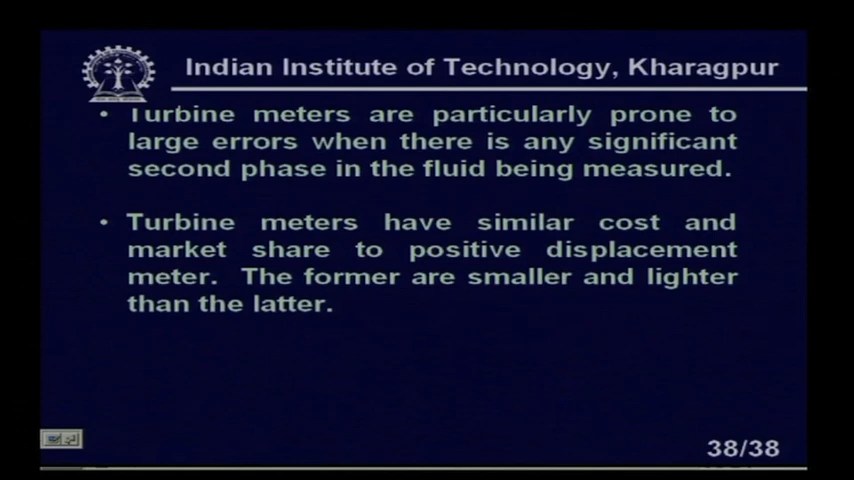 Indian Institute of Technology, Kharagpur
• Turbine meters are particularly prone to
large errors when there is any significant
second phase in the fluid being measured.
• Turbine meters have similar cost and
market share to positive displacement
meter. The former are smaller and lighter
than the latter.
38/38